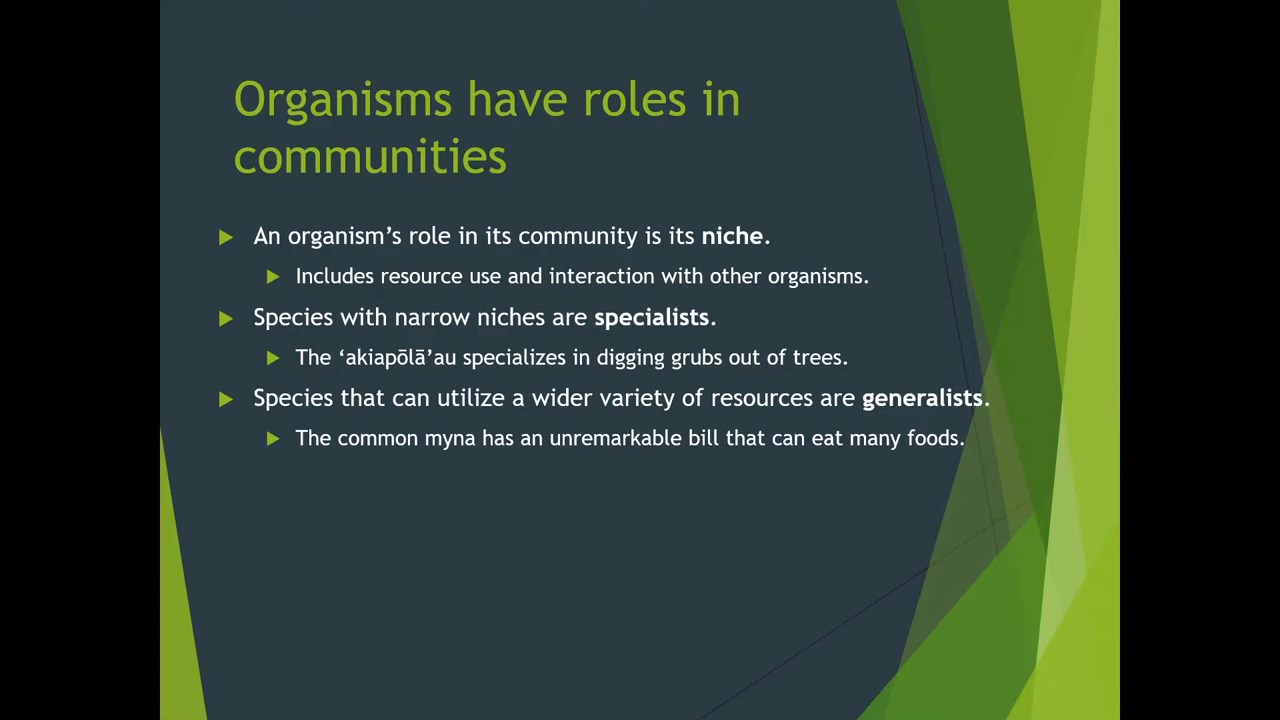 Organisms have roles in
communities
An organism’s role in its community is its niche.
Includes resource use and interaction with other organisms.
Species with narrow niches are specialists.
The ‘akiapōlā’au specializes in digging grubs out of trees.
Species that can utilize a wider variety of resources are generalists.
The common myna has an unremarkable bill that can eat many foods.